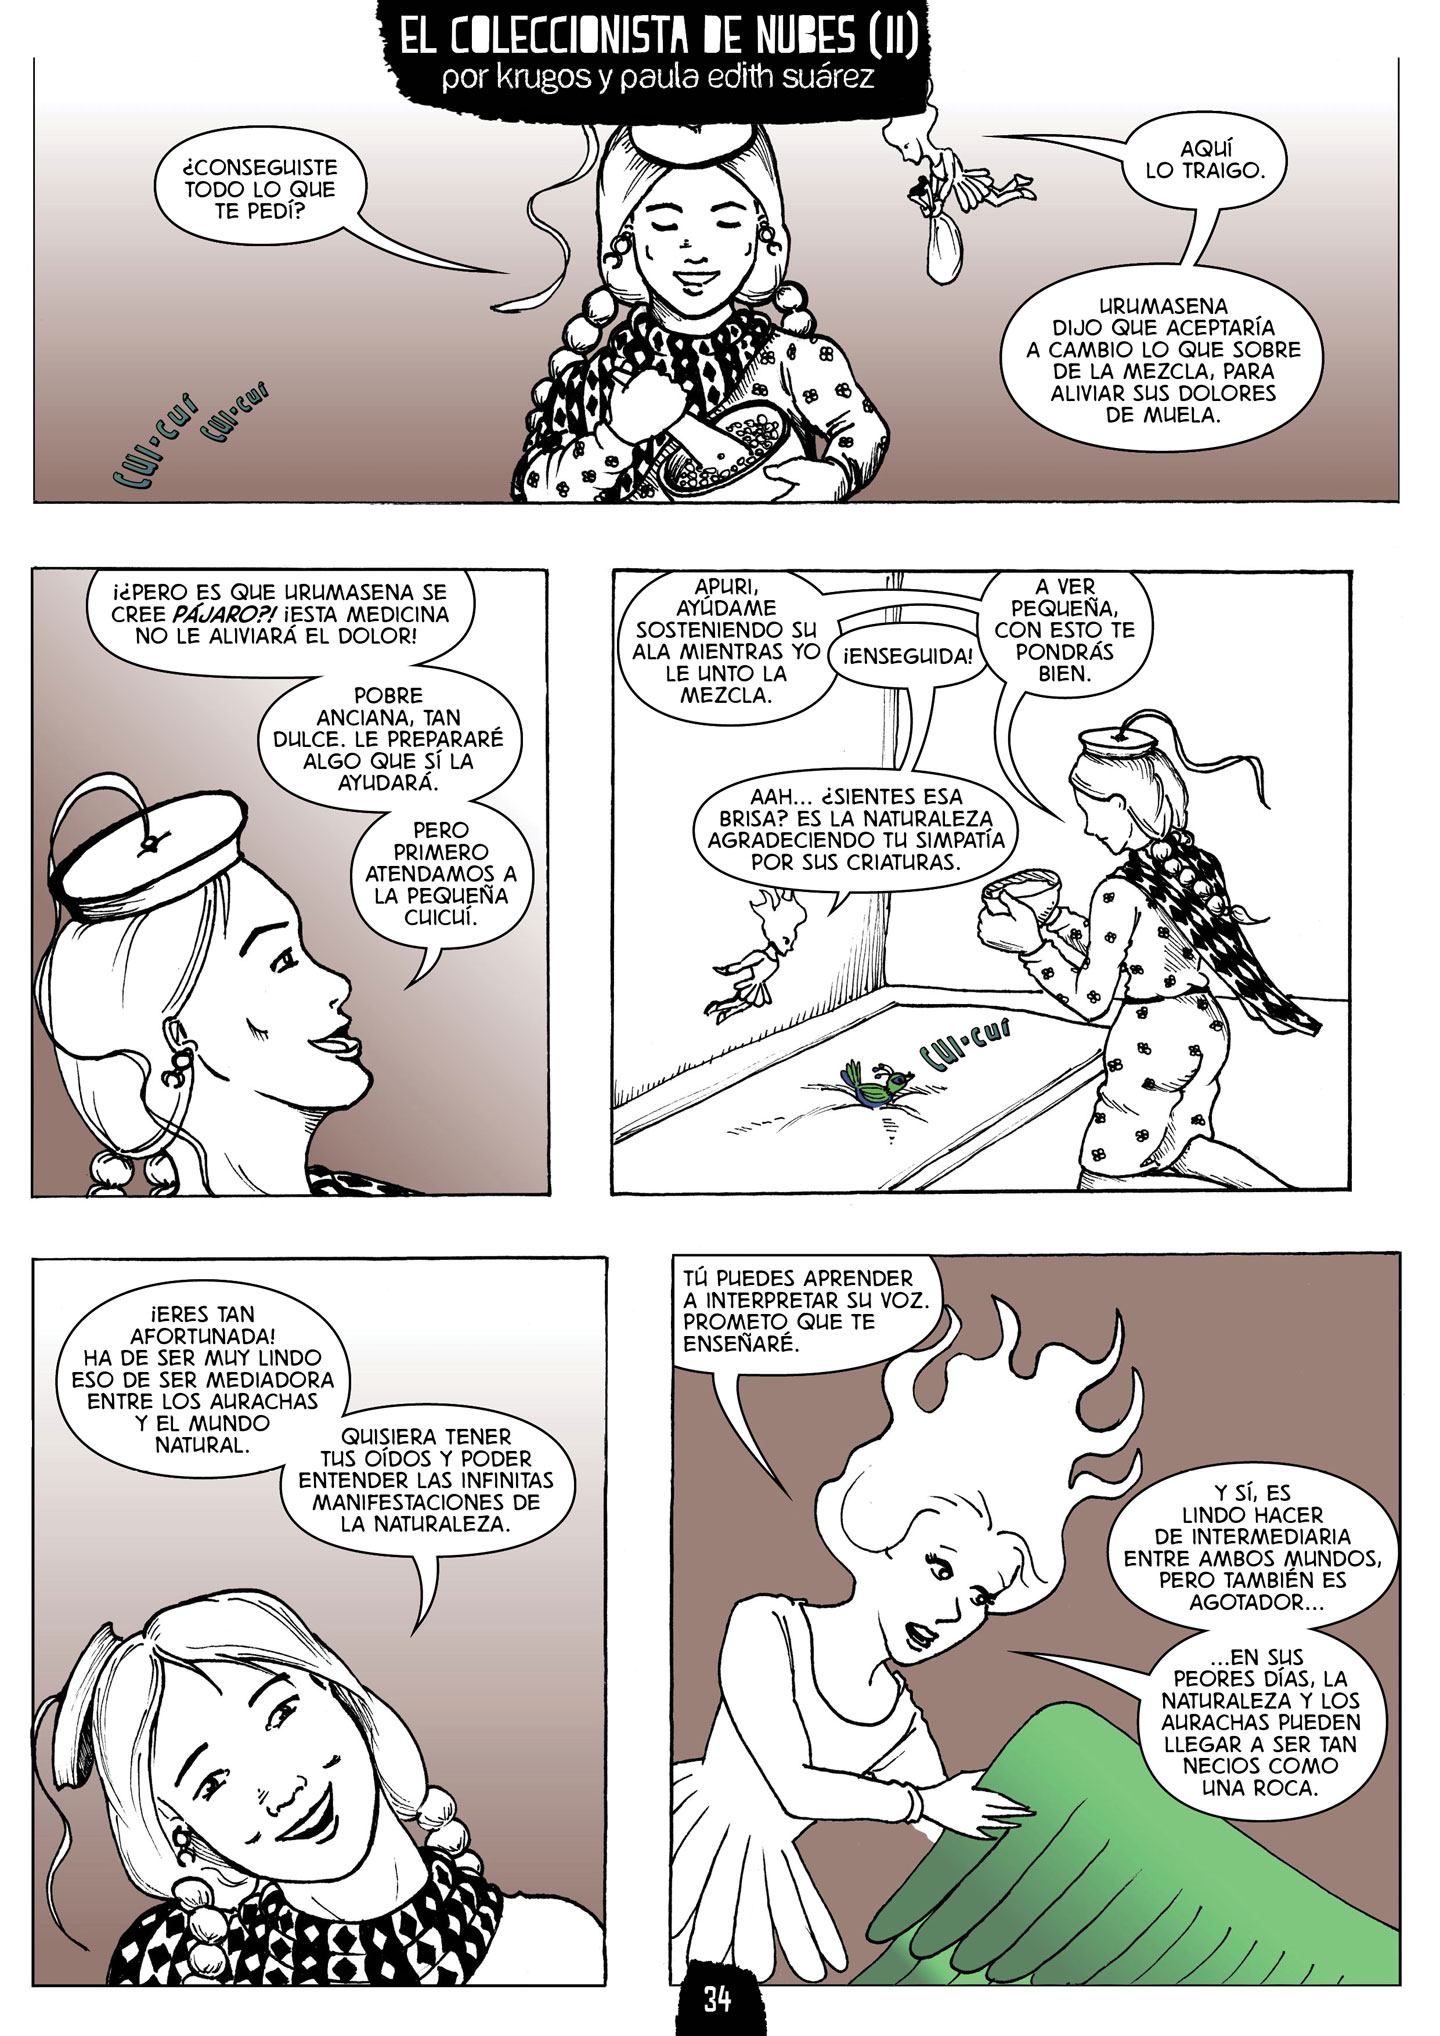 EL COLECCIONISTA DE NUBES (II)
por krugos y paula edith suárez
¿CONSEGUISTE
TODO LO QUE
TE PEDÍ?
AQUÍ
LO TRAIGO.
URUMASENA
DIJO QUE ACEPTARÍA
A CAMBIO LO QUE SOBRE
DE LA MEZCLA, PARA
ALIVIAR SUS DOLORES
DE MUELA.
CUI-CUÍ
CUI-CUÍ
¡¿PERO ES QUE URUMASENA SE
CREE PÁJARO?! ¡ESTA MEDICINA
NO LE ALIVIARÁ EL DOLOR!
POBRE
ANCIANA, TAN
DULCE. LE PREPARARÉ
ALGO QUE SÍ LA
AYUDARÁ.
PERO
PRIMERO
ATENDAMOS A
LA PEQUEÑA
CUICUÍ.
APURI,
AYÚDAME
SOSTENIENDO SU
ALA MIENTRAS YO
LE UNTO LA
MEZCLA.
¡ENSEGUIDA!
A VER
PEQUEÑA,
CON ESTO TE
PONDRÁS
BIEN.
AAH... ¿SIENTES ESA
BRISA? ES LA NATURALEZA
AGRADECIENDO TU SIMPATÍA
POR SUS CRIATURAS.
CUI-CUÍ
¡ERES TAN
AFORTUNADA!
HA DE SER MUY LINDO
ESO DE SER MEDIADORA
ENTRE LOS AURACHAS
Y EL MUNDO
NATURAL.
QUISIERA TENER
TUS OÍDOS Y PODER
ENTENDER LAS INFINITAS
MANIFESTACIONES DE
LA NATURALEZA.
TÚ PUEDES APRENDER
A INTERPRETAR SU VOZ.
PROMETO QUE TE
ENSEÑARÉ.
Y SÍ, ES
LINDO HACER
DE INTERMEDIARIA
ENTRE AMBOS MUNDOS,
PERO TAMBIÉN ES
AGOTADOR...
...EN SUS
PEORES DÍAS, LA
NATURALEZA Y LOS
AURACHAS PUEDEN
LLEGAR A SER TAN
NECIOS COMO
UNA ROCA.
34